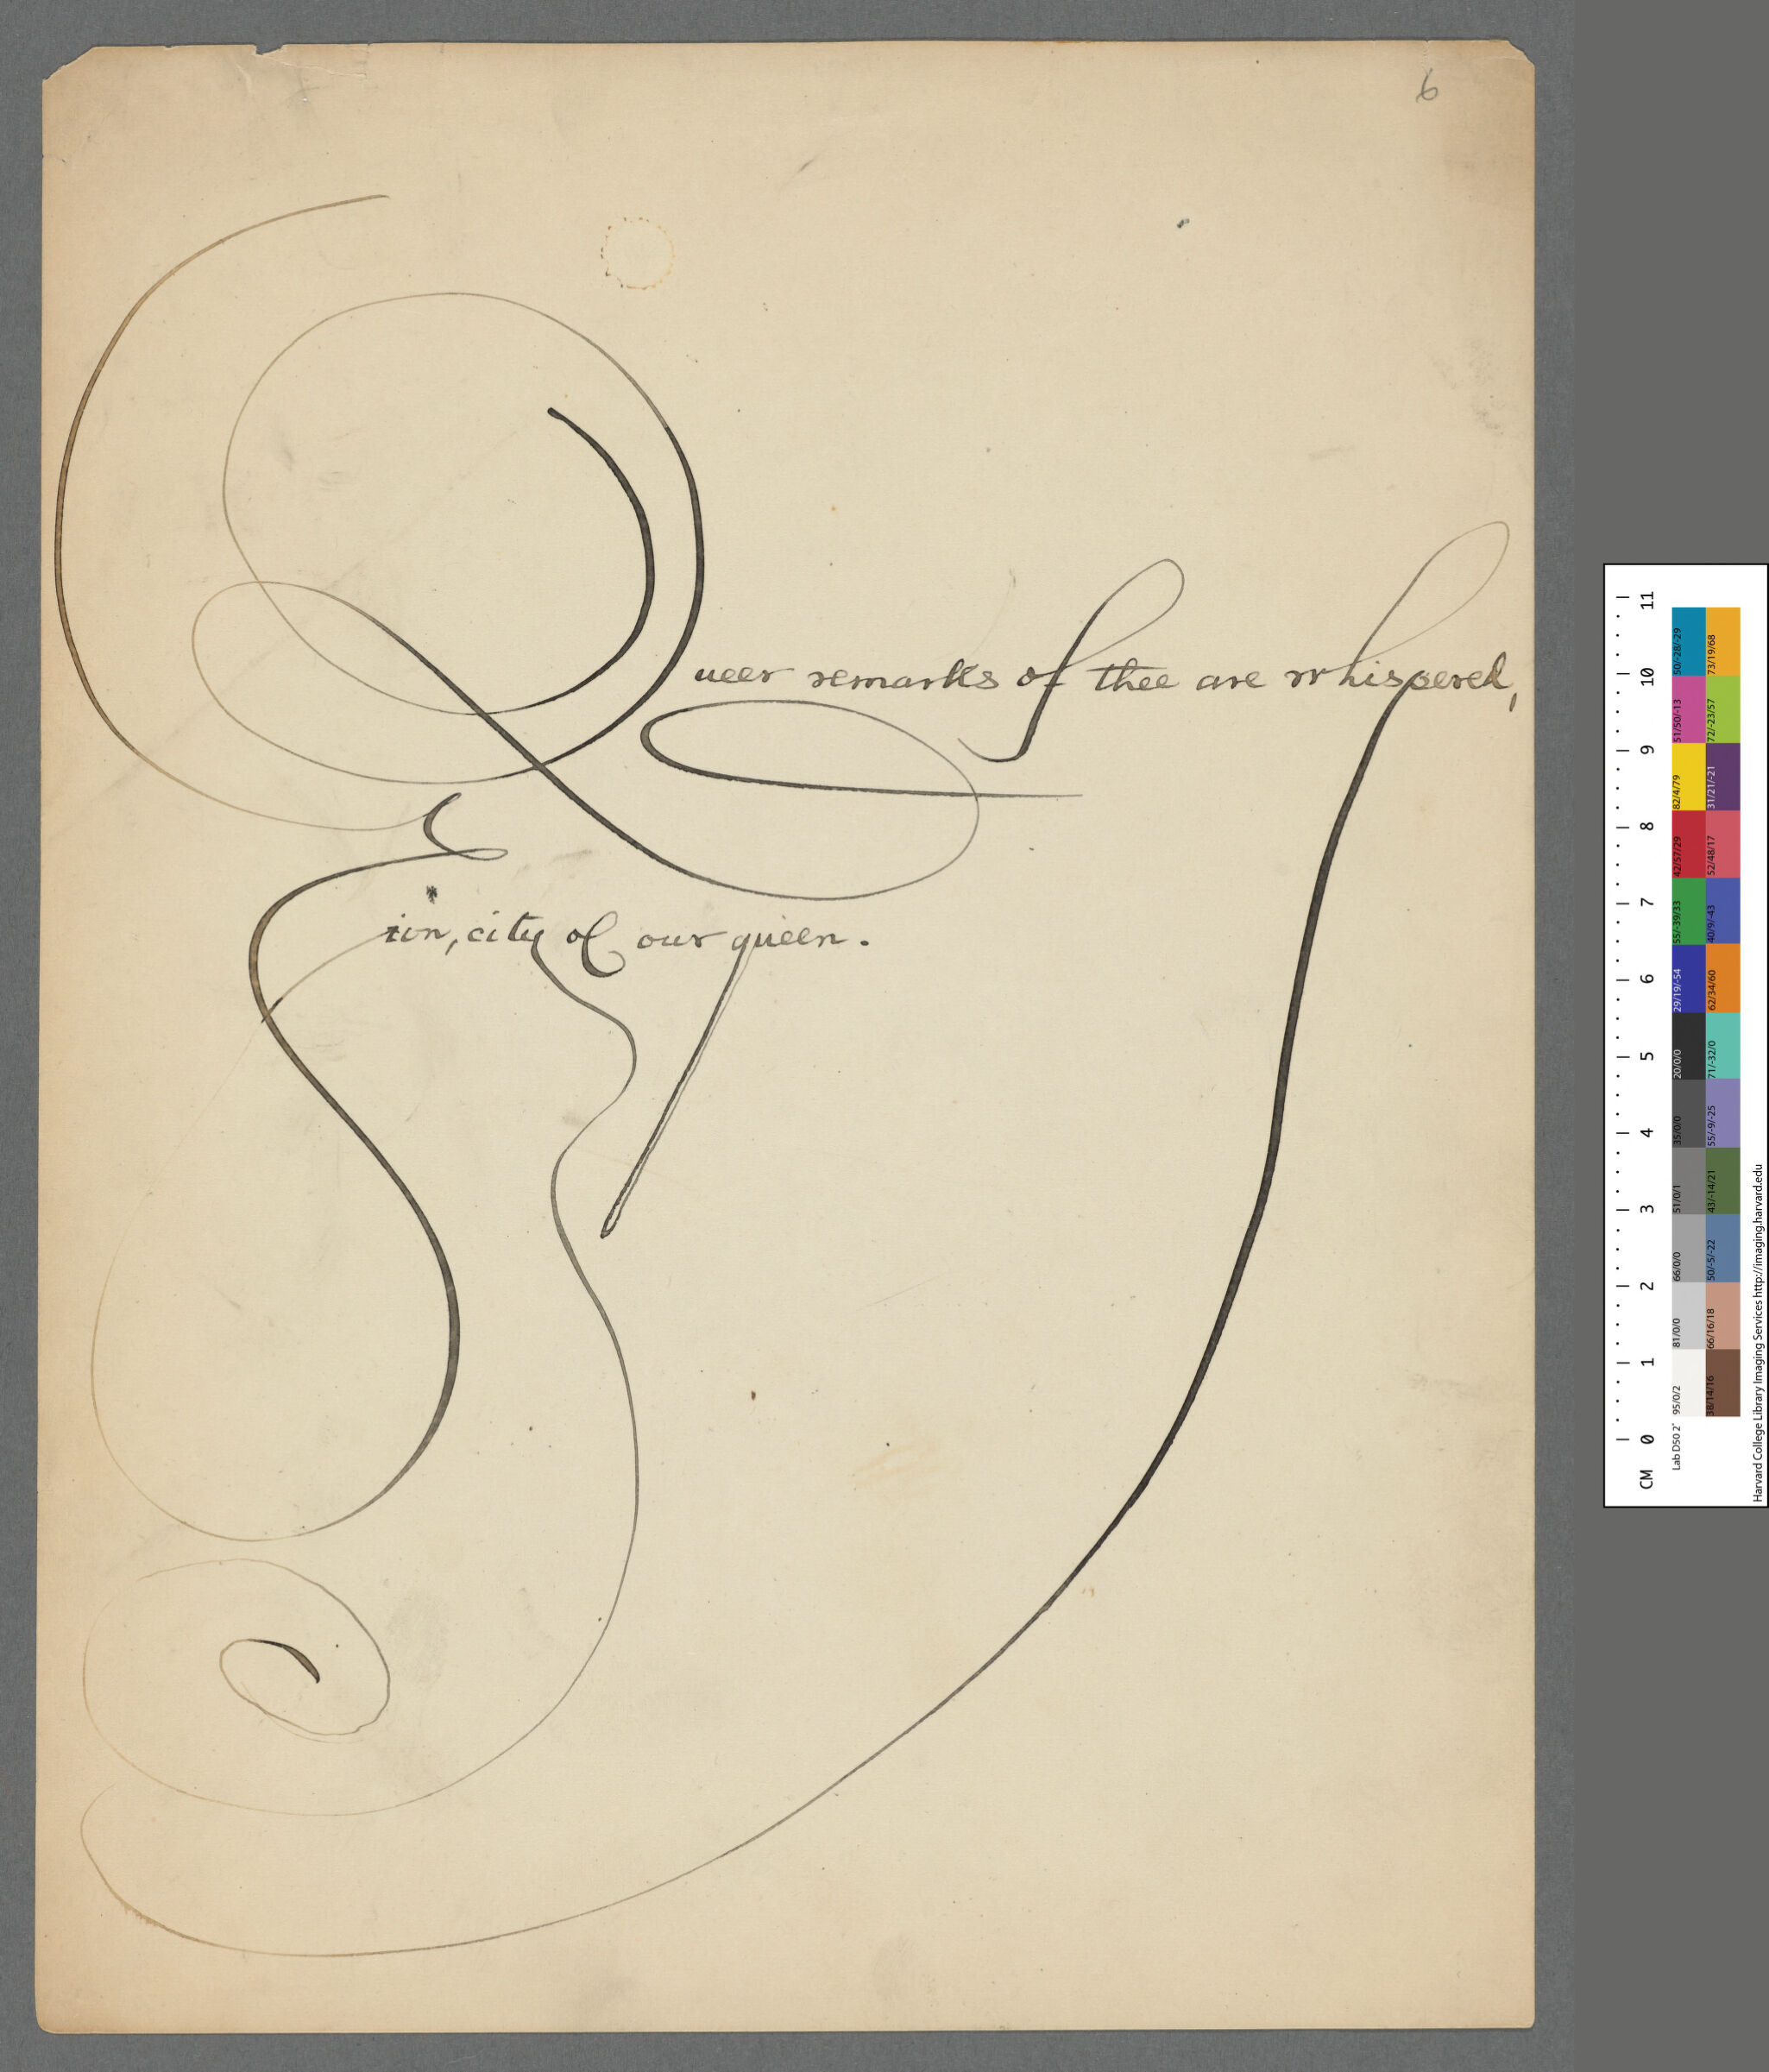 6
Queer remarks of thee are whispered,
Zion, city of our queen.
CM 0 1 2 3 4 5 6 7 8 9 10 11
Lab D50 2° 95/0/2 81/0/0 66/0/0 51/0/1 35/0/0 20/0/0 29/19/-54 55/-39/33 42/57/29 82/4/79 51/50/-13 50/-28/-29
38/14/16 66/16/18 50/-5/-22 43/-14/21 55/-9/-25 71/-32/0 62/34/60 40/9/-43 52/48/17 31/21/-21 72/-23/57 73/19/68
Harvard College Library Imaging Services http://imaging.harvard.edu